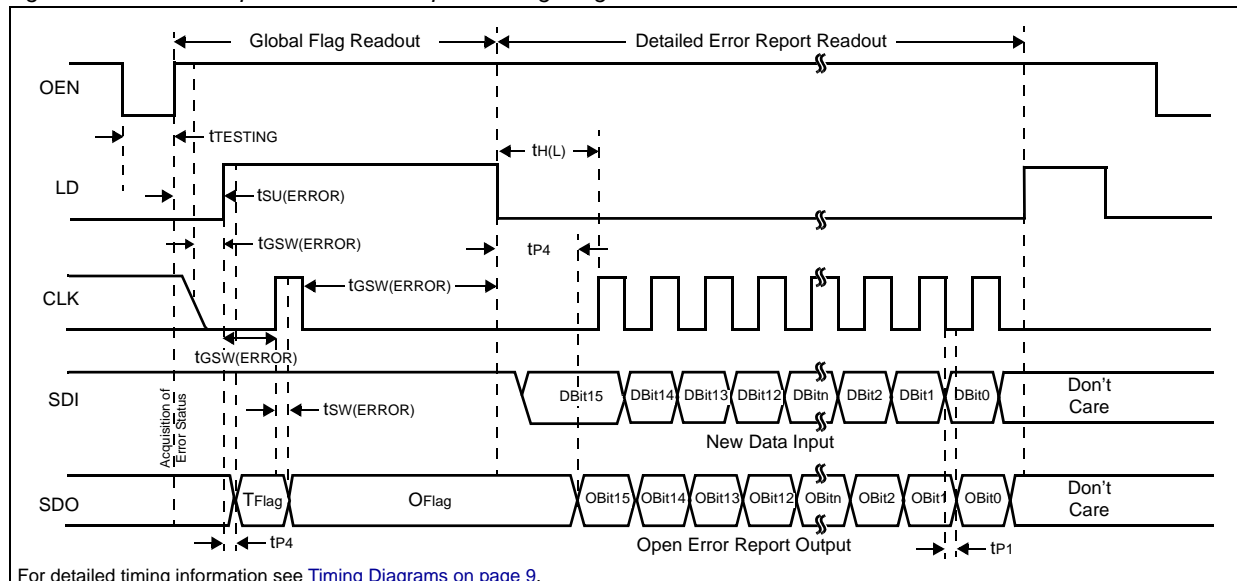 Global Flag Readout
Detailed Error Report Readout
OEN
tTESTING
tH(L)
LD
tSU(ERROR)
tGSW(ERROR)
tP4
CLK
tGSW(ERROR)
tGSW(ERROR)
SDI
DBit15 DBit14 DBit13 DBit12 DBitn DBit2 DBit1 DBit0
Don't
Care
tSW(ERROR)
New Data Input
Acquisition of
Error Status
SDO
TFlag
OFlag
OBit15 OBit14 OBit13 OBit12 OBitn OBit2 OBit1 OBit0
Don't
Care
tP4
Open Error Report Output
tP1
For detailed timing information see Timing Diagrams on page 9.